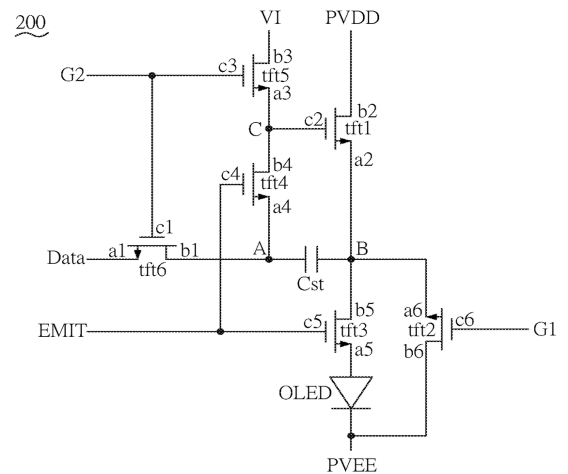 200
VI
PVDD
G2
c3
b3
tft5
a3
b2
C
c2
tft1
a2
c4
b4
tft4
a4
c1
Data
a1
b1
tft6
A
B
Cst
EMIT
c5
b5
tft3
a5
a6
tft2
c6
b6
G1
OLED
PVEE